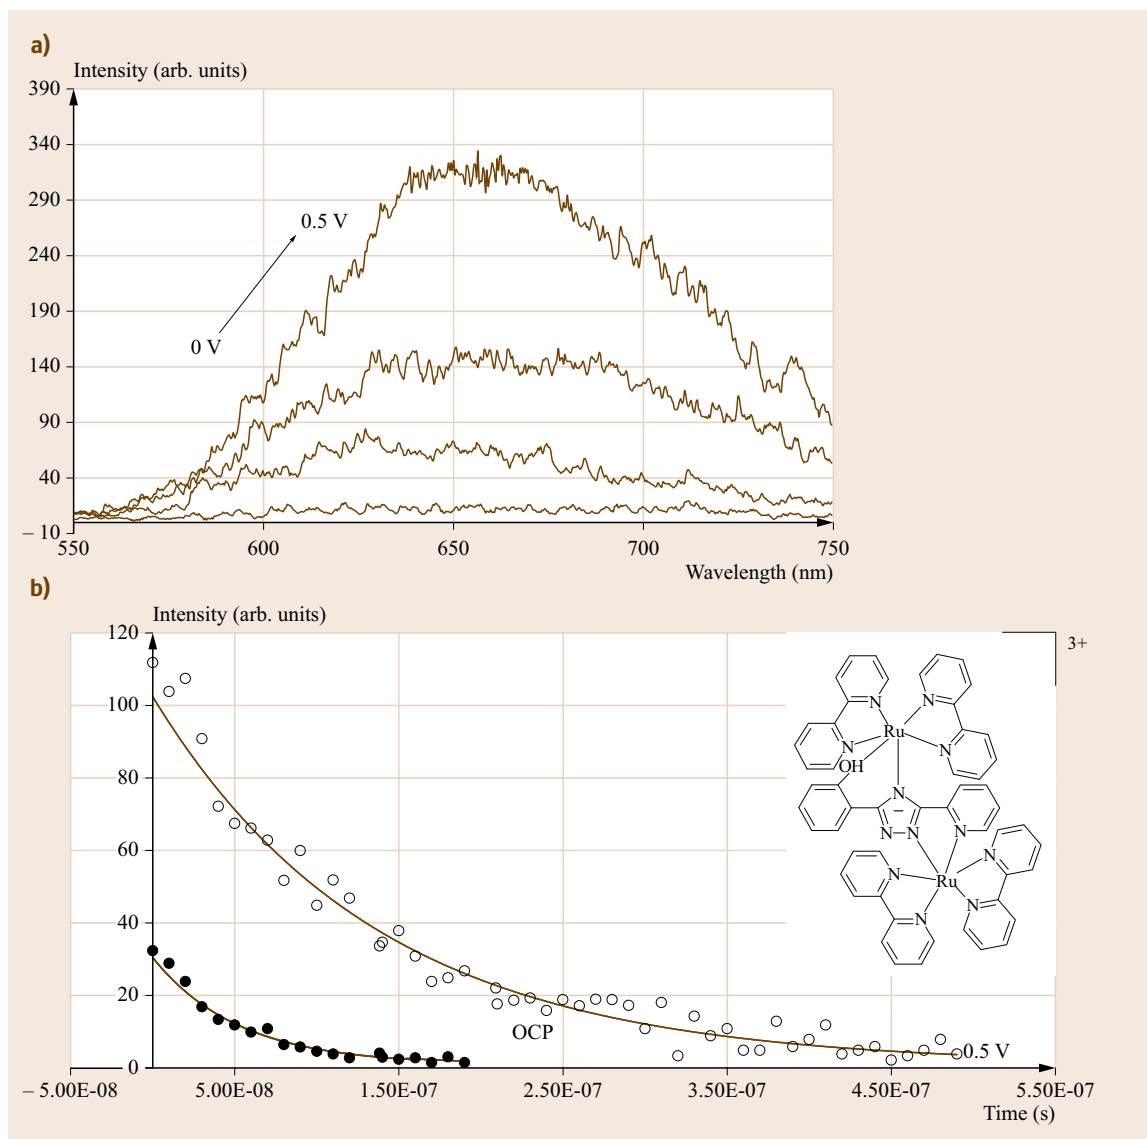 a)
Intensity (arb. units)
390
340
290
240
190
140
90
40
– 10
0.5 V
0 V
550
600
650
700
750
Wavelength (nm)
b)
Intensity (arb. units)
120
100
80
60
40
20
0
3+
N
N
N
N
Ru
OH
N
–
N
N
N
N
N
N
N
Ru
OCP
0.5 V
– 5.00E-08
5.00E-08
1.50E-07
2.50E-07
3.50E-07
4.50E-07
5.50E-07
Time (s)